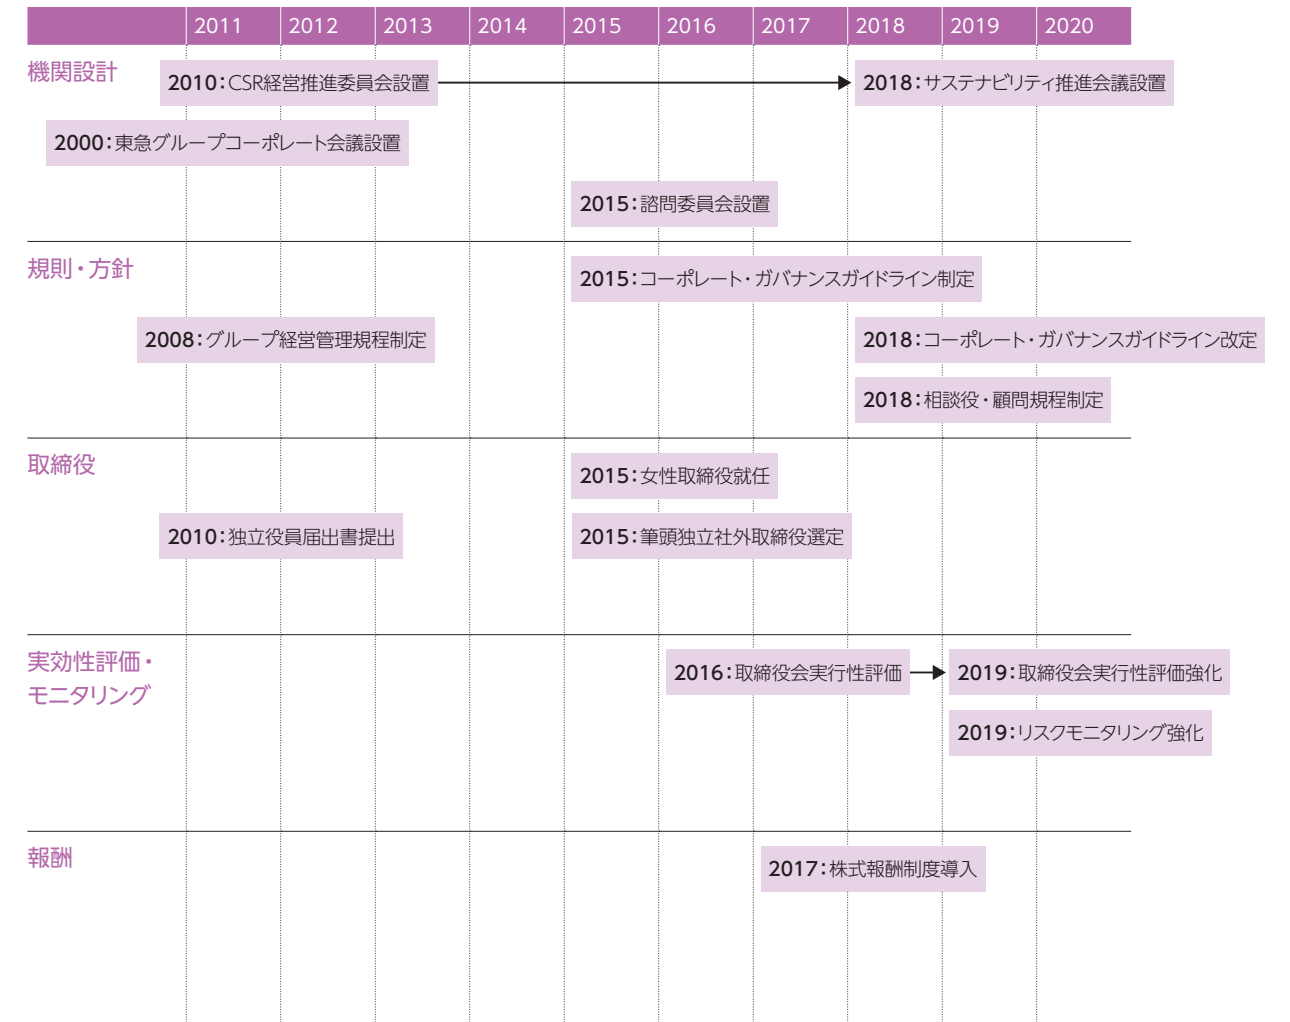 2011 2012 2013 2014 2015 2016 2017 2018 2019 2020
機関設計
2010：CSR経営推進委員会設置
2018：サステナビリティ推進会議設置
2000：東急グループコーポレート会議設置
2015：諮問委員会設置
規則・方針
2015：コーポレート・ガバナンスガイドライン制定
2008：グループ経営管理規程制定
2018：コーポレート・ガバナンスガイドライン改定
2018：相談役・顧問規程制定
取締役
2015：女性取締役就任
2010：独立役員届出書提出
2015：筆頭独立社外取締役選定
実効性評価・
モニタリング
2016：取締役会実行性評価
2019：取締役会実行性評価強化
2019：リスクモニタリング強化
報酬
2017：株式報酬制度導入